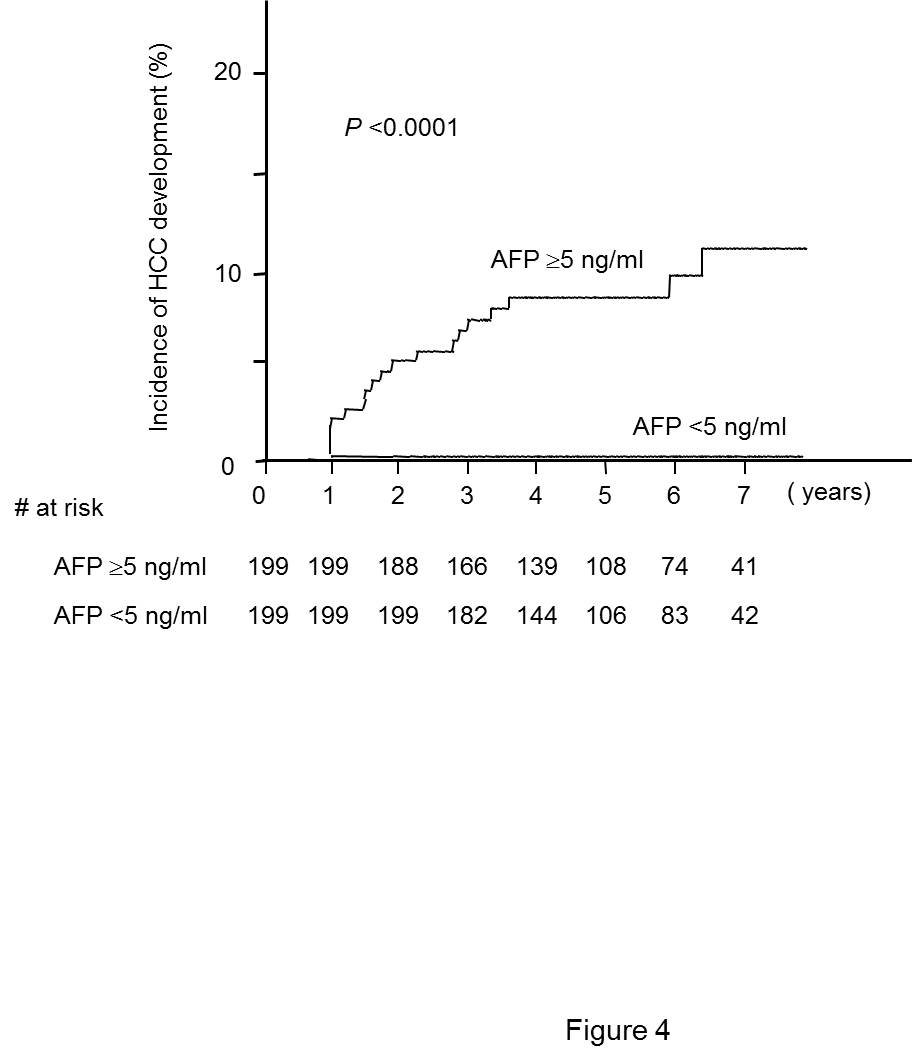 Incidence of HCC development (%)
20
P <0.0001
AFP ≥5 ng/ml
10
AFP <5 ng/ml
0
0 1 2 3 4 5 6 7 ( years)
# at risk
AFP ≥5 ng/ml 199 199 188 166 139 108 74 41
AFP <5 ng/ml 199 199 199 182 144 106 83 42
Figure 4